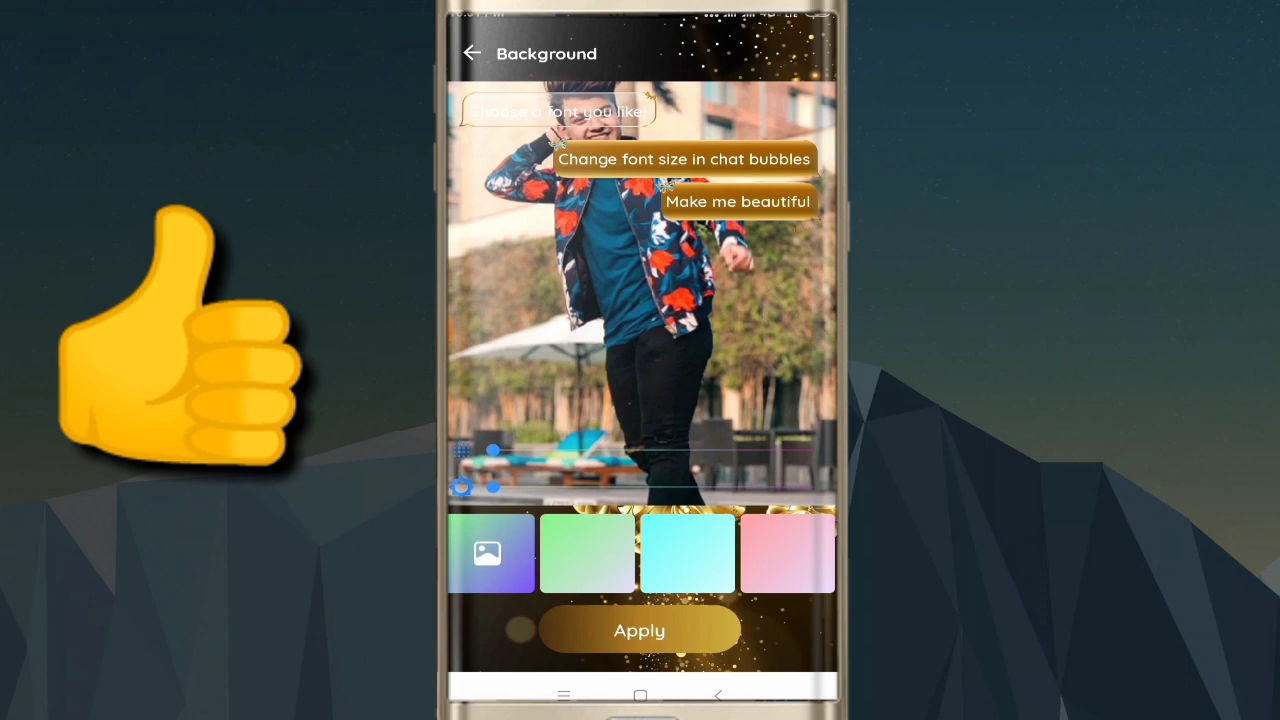 Background
Choose a font you like!
Change font size in chat bubbles
Make me beautiful
Apply